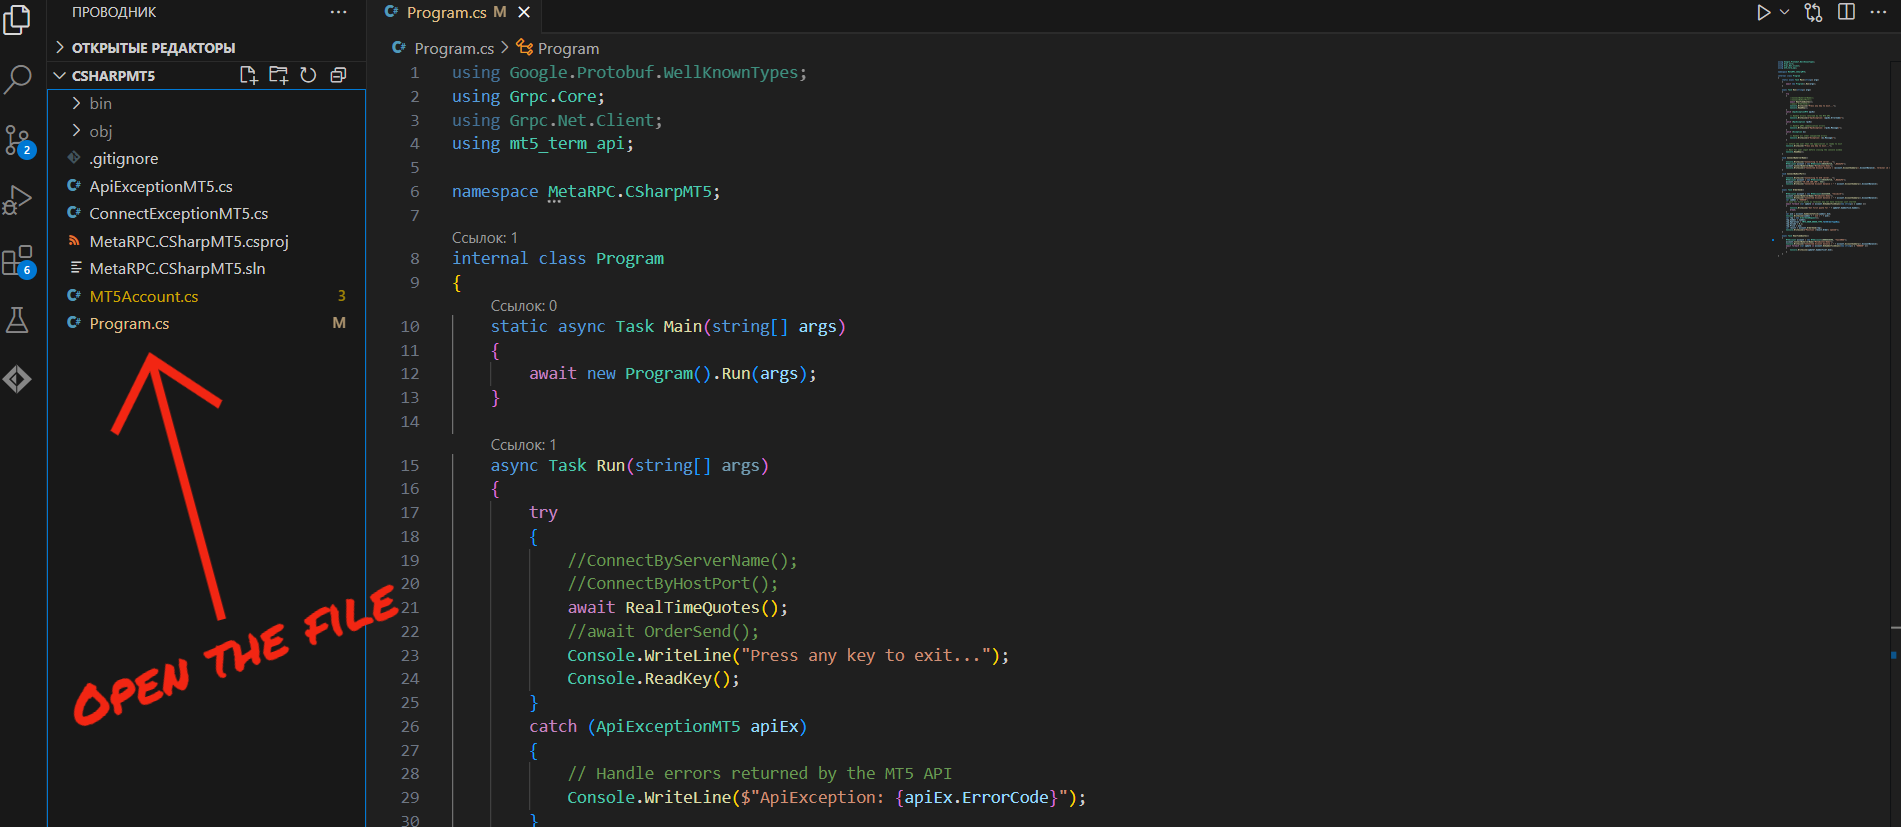 ПРОВОДНИК
ОТКРЫТЫЕ РЕДАКТОРЫ
CSHARPMT5
bin
obj
.gitignore
ApiExceptionMT5.cs
ConnectExceptionMT5.cs
MetaRPC.CSharpMT5.csproj
MetaRPC.CSharpMT5.sln
MT5Account.cs 3
Program.cs M
2
6
OPEN THE FILE
Program.cs M
Program.cs > Program
1 using Google.Protobuf.WellKnownTypes;
2 using Grpc.Core;
3 using Grpc.Net.Client;
4 using mt5_term_api;
5
6 namespace MetaRPC.CSharpMT5;
7
Ссылок: 1
8 internal class Program
9 {
Ссылок: 0
10 static async Task Main(string[] args)
11 {
12 await new Program().Run(args);
13 }
14
Ссылок: 1
15 async Task Run(string[] args)
16 {
17 try
18 {
19 //ConnectByServerName();
20 //ConnectByHostPort();
21 await RealTimeQuotes();
22 //await OrderSend();
23 Console.WriteLine("Press any key to exit...");
24 Console.ReadKey();
25 }
26 catch (ApiExceptionMT5 apiEx)
27 {
28 // Handle errors returned by the MT5 API
29 Console.WriteLine($"ApiException: {apiEx.ErrorCode}");
30 }